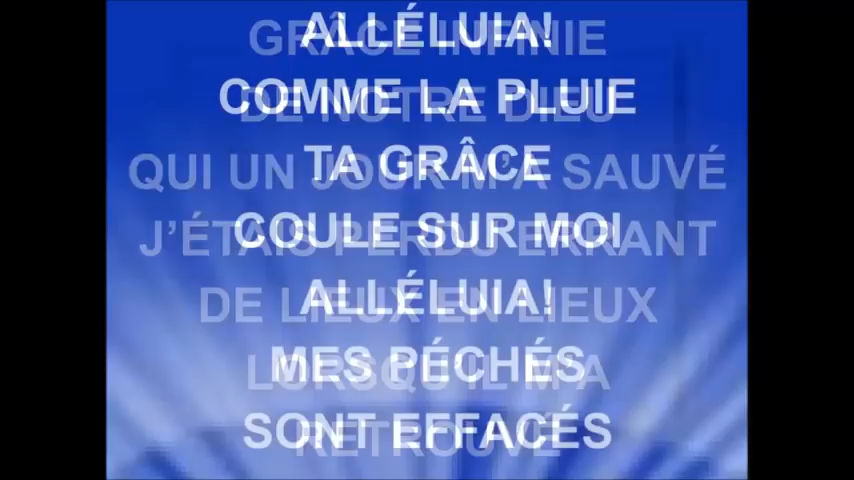 ALLÉLUIA!
COMME LA PLUIE
TA GRÂCE
COULE SUR MOI
ALLÉLUIA!
MES PÉCHÉS
SONT EFFACÉS
GRÂCE INFINIE
DE NOTRE DIEU
QUI UN JOUR M'A SAUVÉ
J'ÉTAIS PERDU ERRANT
DE LIEUX EN LIEUX
LORSQU'IL M'A
RETROUVÉ